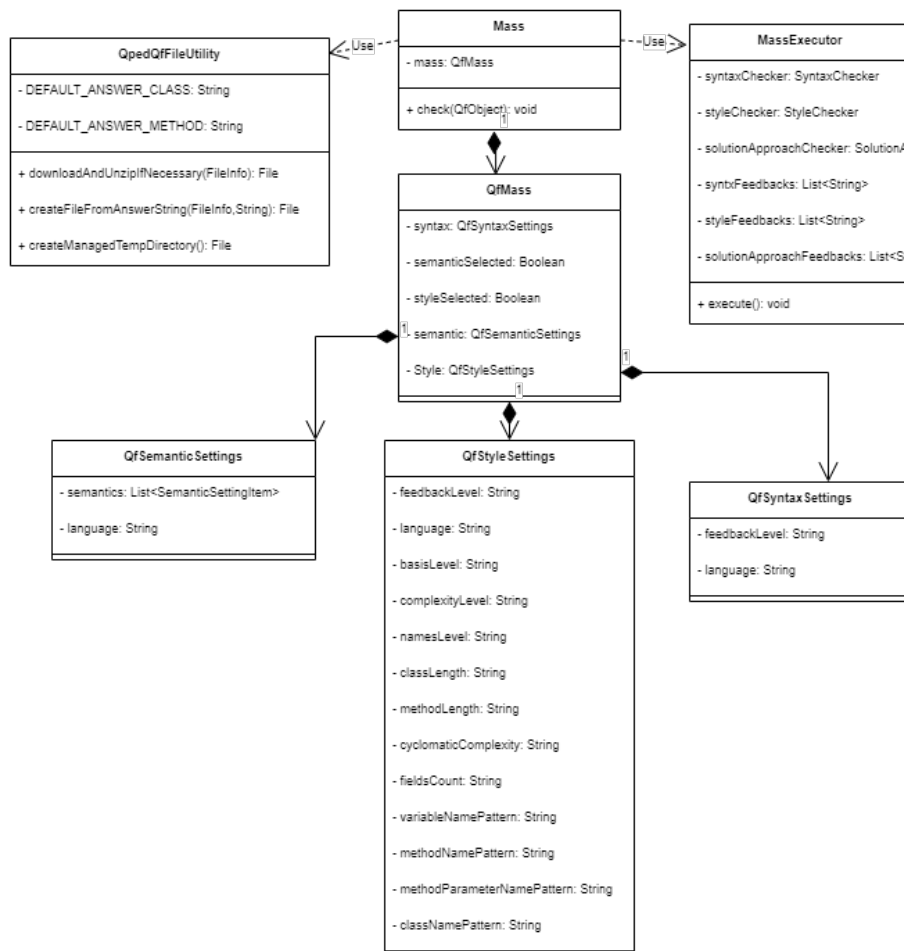 Mass
- mass: QfMass
+ check(QfObject): void
1
Use
Use
QpedQfFileUtility
- DEFAULT_ANSWER_CLASS: String
- DEFAULT_ANSWER_METHOD: String
+ downloadAndUnzipIfNecessary(FileInfo): File
+ createFileFromAnswerString(FileInfo,String): File
+ createManagedTempDirectory(): File
MassExecutor
- syntaxChecker: SyntaxChecker
- styleChecker: StyleChecker
- solutionApproachChecker: SolutionA
- syntxFeedbacks: List<String>
- styleFeedbacks: List<String>
- solutionApproachFeedbacks: List<S
+ execute(): void
QfMass
- syntax: QfSyntaxSettings
- semanticSelected: Boolean
- styleSelected: Boolean
- semantic: QfSemanticSettings
- Style: QfStyleSettings
1
1
1
QfSemanticSettings
- semantics: List<SemanticSettingItem>
- language: String
QfStyleSettings
- feedbackLevel: String
- language: String
- basisLevel: String
- complexityLevel: String
- namesLevel: String
- classLength: String
- methodLength: String
- cyclomaticComplexity: String
- fieldsCount: String
- variableNamePattern: String
- methodNamePattern: String
- methodParameterNamePattern: String
- classNamePattern: String
QfSyntaxSettings
- feedbackLevel: String
- language: String